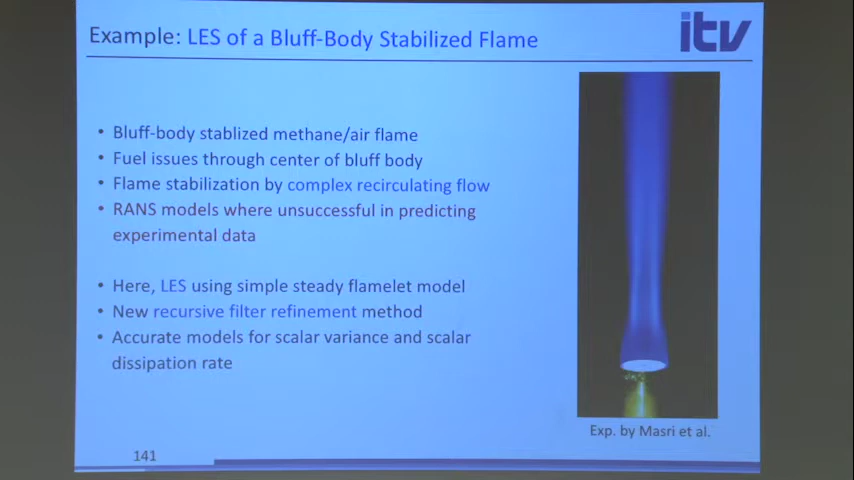 Example: LES of a Bluff-Body Stabilized Flame
itv
• Bluff-body stablized methane/air flame
• Fuel issues through center of bluff body
• Flame stabilization by complex recirculating flow
• RANS models where unsuccessful in predicting
experimental data
• Here, LES using simple steady flamelet model
• New recursive filter refinement method
• Accurate models for scalar variance and scalar
dissipation rate
Exp. by Masri et al.
141